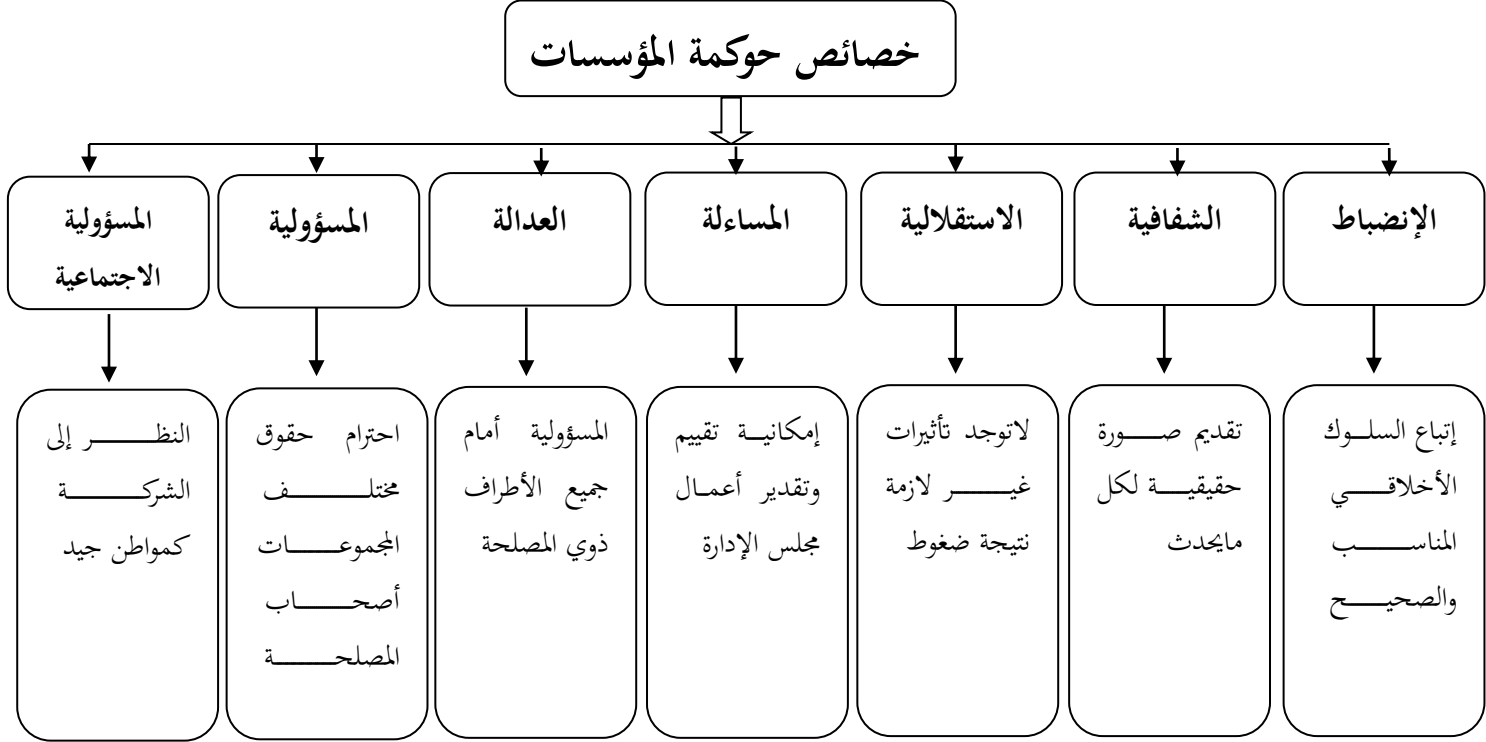 خصائص حوكمة المؤسسات
الإنضباط
الشفافية
الاستقلالية
المساءلة
العدالة
المسؤولية
المسؤولية
الاجتماعية
إتباع السلوك
الأخلاقي
المناسب
والصحيح
تقديم صورة
حقيقية لكل
مايحدث
لاتوجد تأثيرات
غير لازمة
نتيجة ضغوط
إمكانية تقييم
وتقدير أعمال
مجلس الإدارة
المسؤولية أمام
جميع الأطراف
ذوي المصلحة
احترام حقوق
مختلف
المجموعات
أصحاب
المصلحة
النظر إلى
الشركة
كمواطن جيد